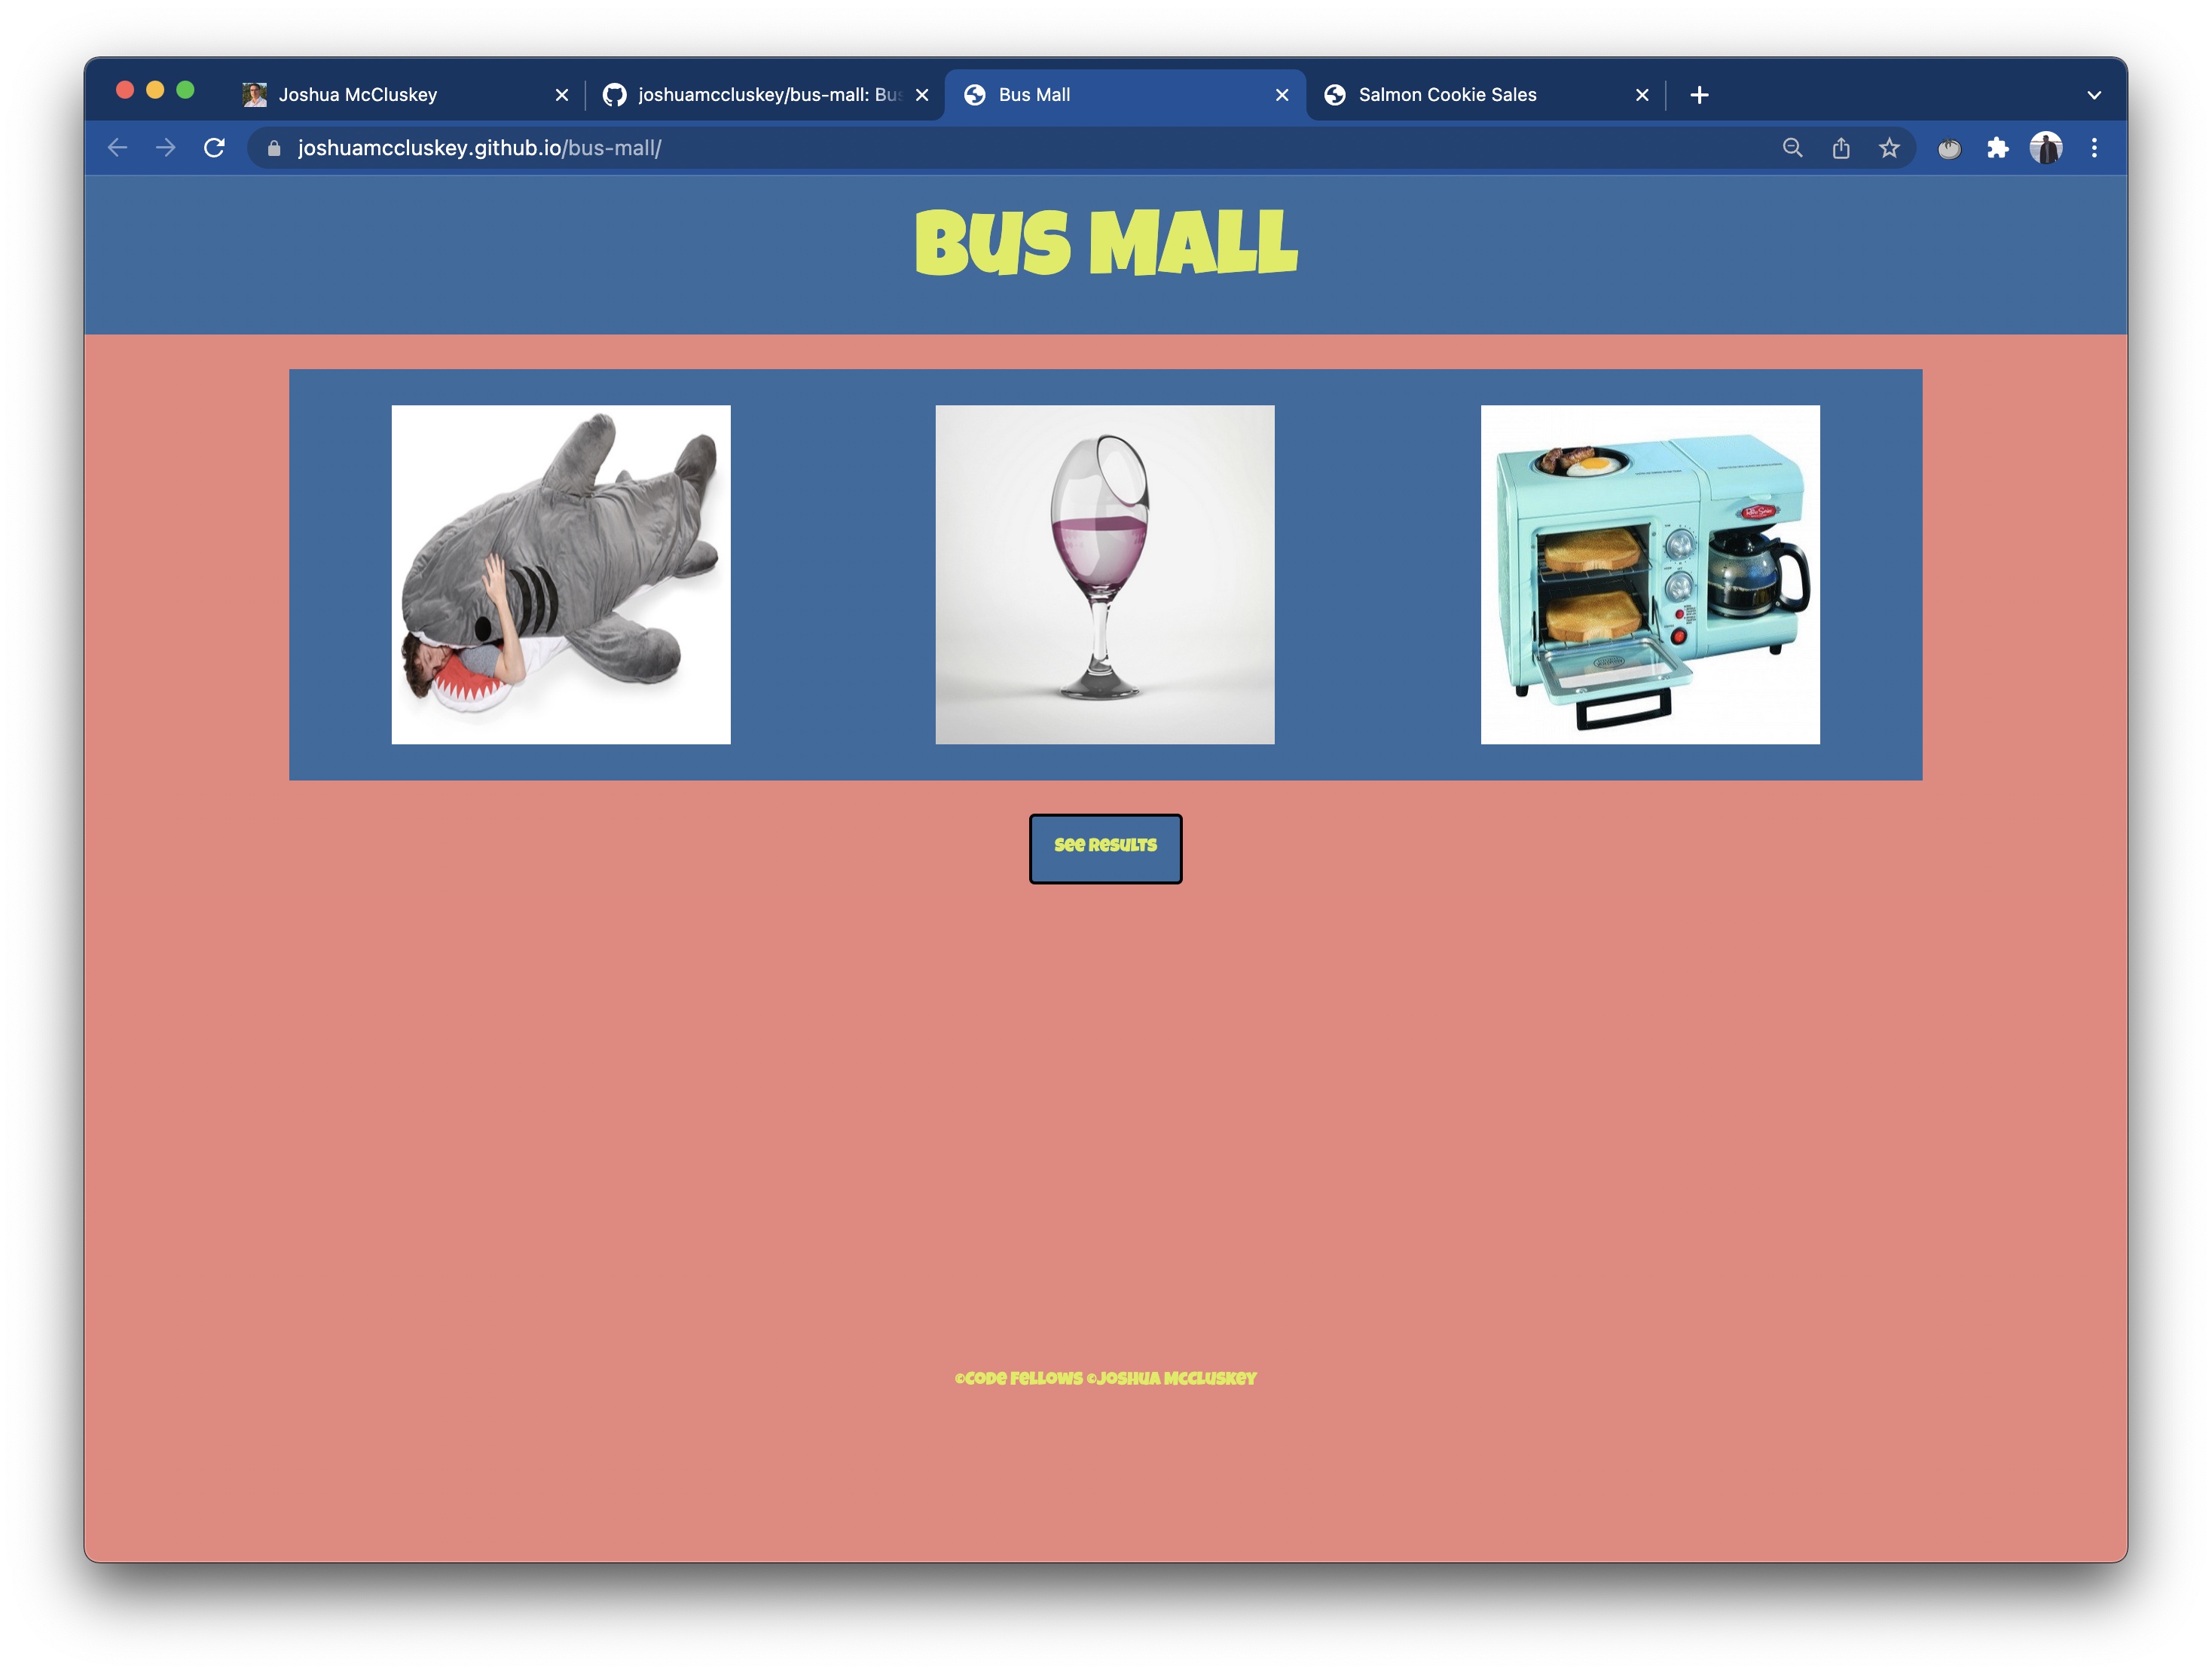 Joshua McCluskey
joshuamccluskey/bus-mall: Bus
Bus Mall
Salmon Cookie Sales
joshuamccluskey.github.io/bus-mall/
BUS MALL
See Results
©Code Fellows ©Joshua McCluskey